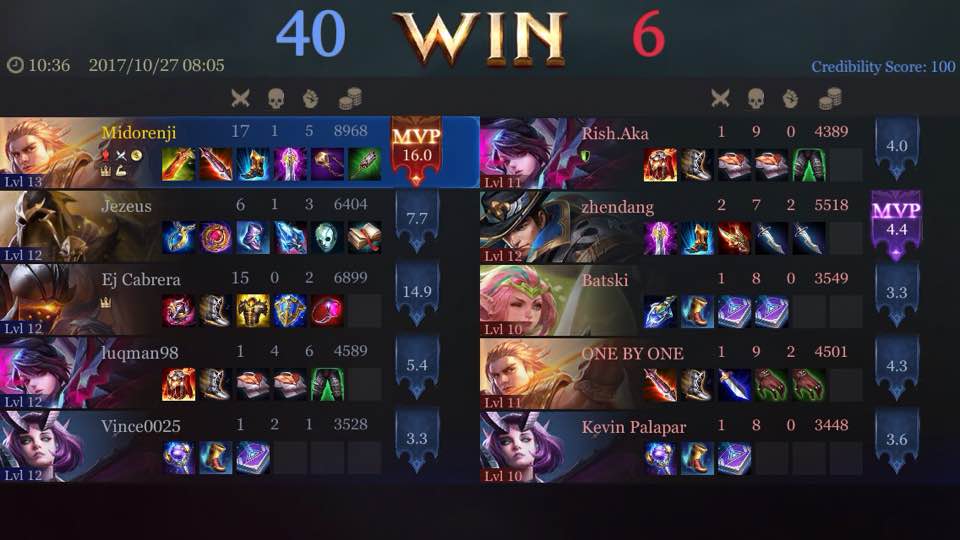 40 WIN 6
10:36 2017/10/27 08:05 Credibility Score: 100
Midorenji 17 1 5 8968 MVP 16.0
Lvl 13
Jezeus 6 1 3 6404 7.7
Lvl 12
Ej Cabrera 15 0 2 6899 14.9
Lvl 12
luqman98 1 4 6 4589 5.4
Lvl 12
Vince0025 1 2 1 3528 3.3
Lvl 12
Rish.Aka 1 9 0 4389 4.0
Lvl 11
zhendang 2 7 2 5518 MVP 4.4
Lvl 12
Batski 1 8 0 3549 3.3
Lvl 10
ONE BY ONE 1 9 2 4501 4.3
Lvl 11
Kevin Palapar 1 8 0 3448 3.6
Lvl 10